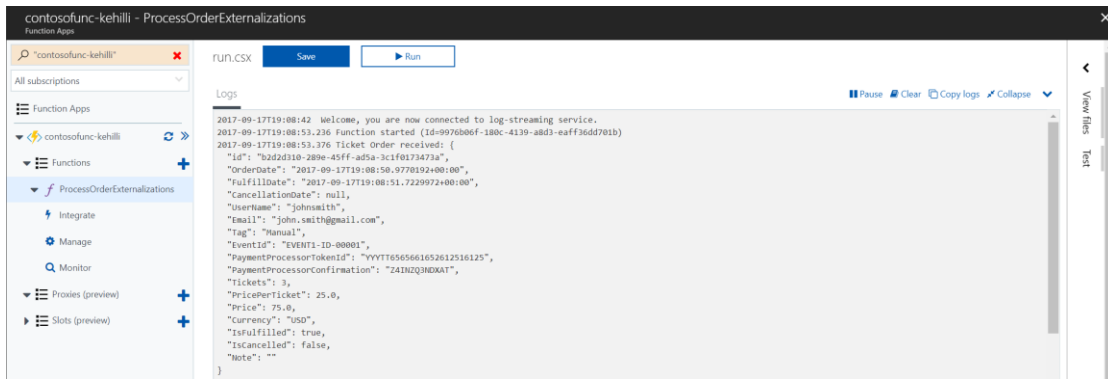 contosofunc-kehilli - ProcessOrderExternalizations
Function Apps
"contosofunc-kehilli"
All subscriptions
Function Apps
contosofunc-kehilli
Functions
ProcessOrderExternalizations
Integrate
Manage
Monitor
Proxies (preview)
Slots (preview)
run.csx Save Run
Logs Pause Clear Copy logs Collapse
2017-09-17T19:08:42 Welcome, you are now connected to log-streaming service.
2017-09-17T19:08:53.236 Function started (Id=9976b06f-180c-4139-a8d3-eaff36dd701b)
2017-09-17T19:08:53.376 Ticket Order received: {
"id": "b2d2d310-289e-45ff-ad5a-3c1f0173473a",
"OrderDate": "2017-09-17T19:08:50.9770192+00:00",
"FulfillDate": "2017-09-17T19:08:51.7229972+00:00",
"CancellationDate": null,
"UserName": "johnsmith",
"Email": "john.smith@gmail.com",
"Tag": "Manual",
"EventId": "EVENT1-ID-00001",
"PaymentProcessorTokenId": "YYYTT6565661652612516125",
"PaymentProcessorConfirmation": "Z4INZQ3NDXAT",
"Tickets": 3,
"PricePerTicket": 25.0,
"Price": 75.0,
"Currency": "USD",
"IsFulfilled": true,
"IsCancelled": false,
"Note": ""
}
View files
Test